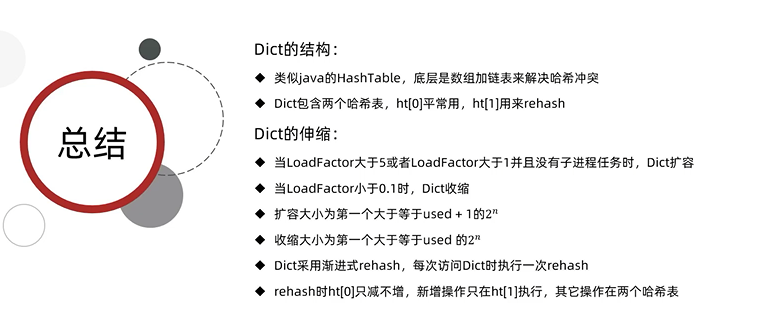 总结
Dict的结构：
◆ 类似java的HashTable，底层是数组加链表来解决哈希冲突
◆ Dict包含两个哈希表，ht[0]平常用，ht[1]用来rehash
Dict的伸缩：
◆ 当LoadFactor大于5或者LoadFactor大于1并且没有子进程任务时，Dict扩容
◆ 当LoadFactor小于0.1时，Dict收缩
◆ 扩容大小为第一个大于等于used + 1的2ⁿ
◆ 收缩大小为第一个大于等于used 的2ⁿ
◆ Dict采用渐进式rehash，每次访问Dict时执行一次rehash
◆ rehash时ht[0]只减不增，新增操作只在ht[1]执行，其它操作在两个哈希表